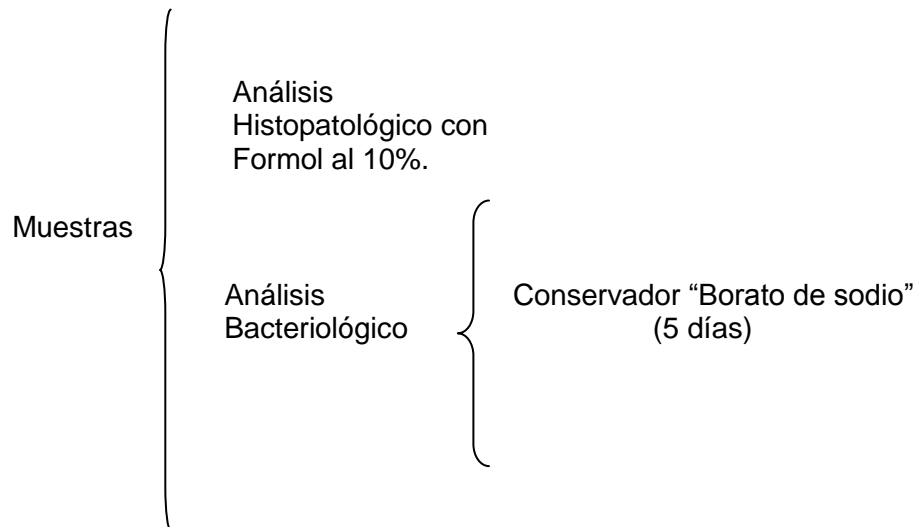 Análisis
Histopatológico con
Formol al 10%.
Muestras
Análisis
Bacteriológico
Conservador “Borato de sodio”
(5 días)